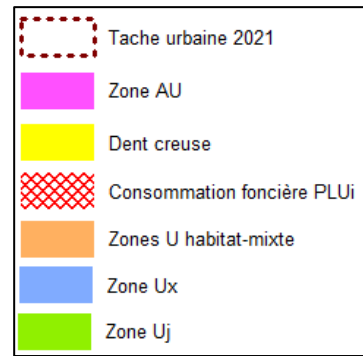 Tache urbaine 2021
Zone AU
Dent creuse
Consommation foncière PLUi
Zones U habitat-mixte
Zone Ux
Zone Uj